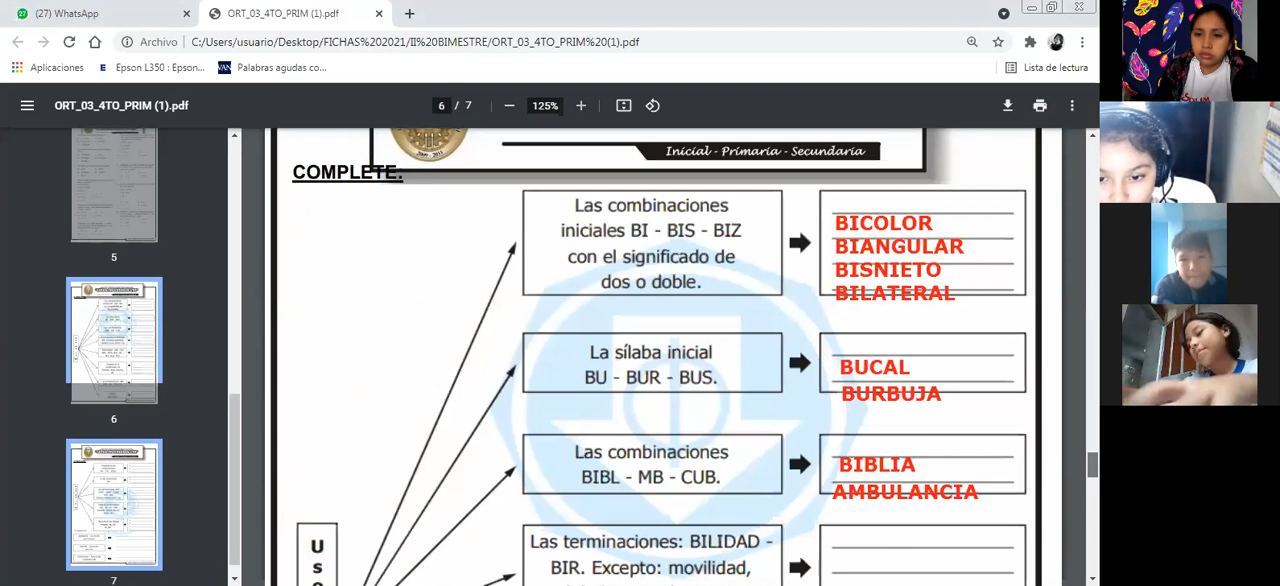 (27) WhatsApp
ORT_03_4TO_PRIM (1).pdf
Archivo
C:/Users/usuario/Desktop/FICHAS%202021/II%20BIMESTRE/ORT_03_4TO_PRIM%20(1).pdf
Aplicaciones
Epson L350 : Epson...
Palabras agudas co...
Lista de lectura
ORT_03_4TO_PRIM (1).pdf
6 / 7
125%
5
6
7
2009 - 2011
Inicial - Primaria - Secundaria
COMPLETE:
Las combinaciones
iniciales BI - BIS - BIZ
con el significado de
dos o doble.
BICOLOR
BIANGULAR
BISNIETO
BILATERAL
La sílaba inicial
BU - BUR - BUS.
BUCAL
BURBUJA
Las combinaciones
BIBL - MB - CUB.
BIBLIA
AMBULANCIA
Las terminaciones: BILIDAD -
BIR. Excepto: movilidad,
U
s